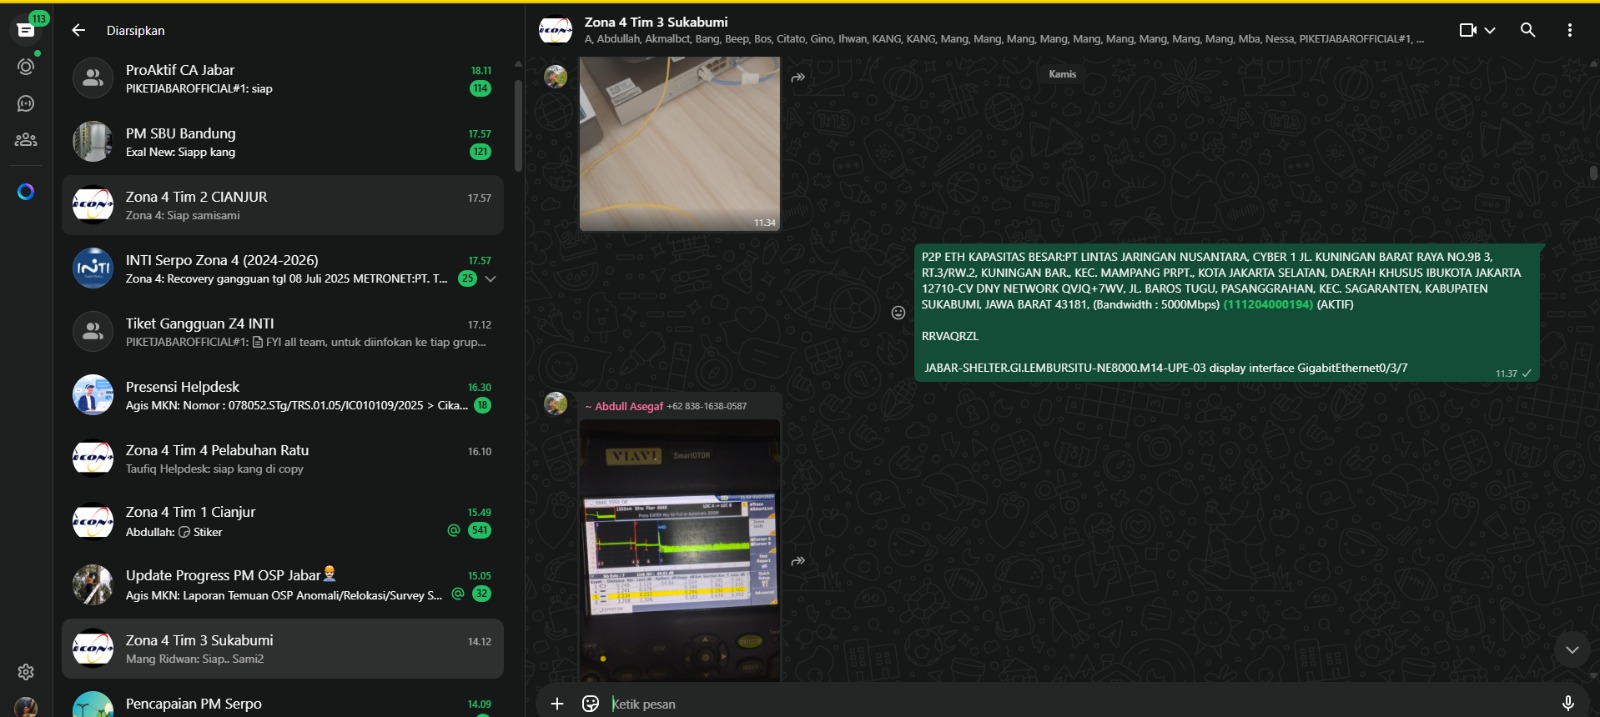 113
Diarsipkan
ProAktif CA Jabar
18.11
PIKETJABAROFFICIAL#1: siap
114
PM SBU Bandung
17.57
Exal New: Siapp kang
121
Zona 4 Tim 2 CIANJUR
17.57
Zona 4: Siap samisami
INTI Serpo Zona 4 (2024-2026)
17.57
Zona 4: Recovery gangguan tgl 08 Juli 2025 METRONET:PT. T...
25
Tiket Gangguan Z4 INTI
17.12
PIKETJABAROFFICIAL#1: FYI all team, untuk diinfokan ke tiap grup...
Presensi Helpdesk
16.30
Agis MKN: Nomor : 078052.STg/TRS.01.05/IC010109/2025 > Cika...
18
Zona 4 Tim 4 Pelabuhan Ratu
16.10
Taufiq Helpdesk: siap kang di copy
Zona 4 Tim 1 Cianjur
15.49
Abdullah: Stiker
@ 541
Update Progress PM OSP Jabar
15.05
Agis MKN: Laporan Temuan OSP Anomali/Relokasi/Survey S...
@ 32
Zona 4 Tim 3 Sukabumi
14.12
Mang Ridwan: Siap.. Sami2
Pencapaian PM Serpo
14.09
Zona 4 Tim 3 Sukabumi
A, Abdullah, Akmalbct, Bang, Beep, Bos, Citato, Gino, Ihwan, KANG, KANG, Mang, Mang, Mang, Mang, Mang, Mang, Mang, Mang, Mang, Mba, Nessa, PIKETJABAROFFICIAL#1, ...
Kamis
11.34
P2P ETH KAPASITAS BESAR:PT LINTAS JARINGAN NUSANTARA, CYBER 1 JL. KUNINGAN BARAT RAYA NO.9B 3,
RT.3/RW.2, KUNINGAN BAR., KEC. MAMPANG PRPT., KOTA JAKARTA SELATAN, DAERAH KHUSUS IBUKOTA JAKARTA
12710-CV DNY NETWORK QVJQ+7WV, JL. BAROS TUGU, PASANGGRAHAN, KEC. SAGARANTEN, KABUPATEN
SUKABUMI, JAWA BARAT 43181, (Bandwidth : 5000Mbps) (111204000194) (AKTIF)
RRVAQRZL
JABAR-SHELTER.GI.LEMBURSITU-NE8000.M14-UPE-03 display interface GigabitEthernet0/3/7
11.37
~ Abdull Asegaf +62 838-1638-0587
VIAVI SmartOTDR
Ketik pesan